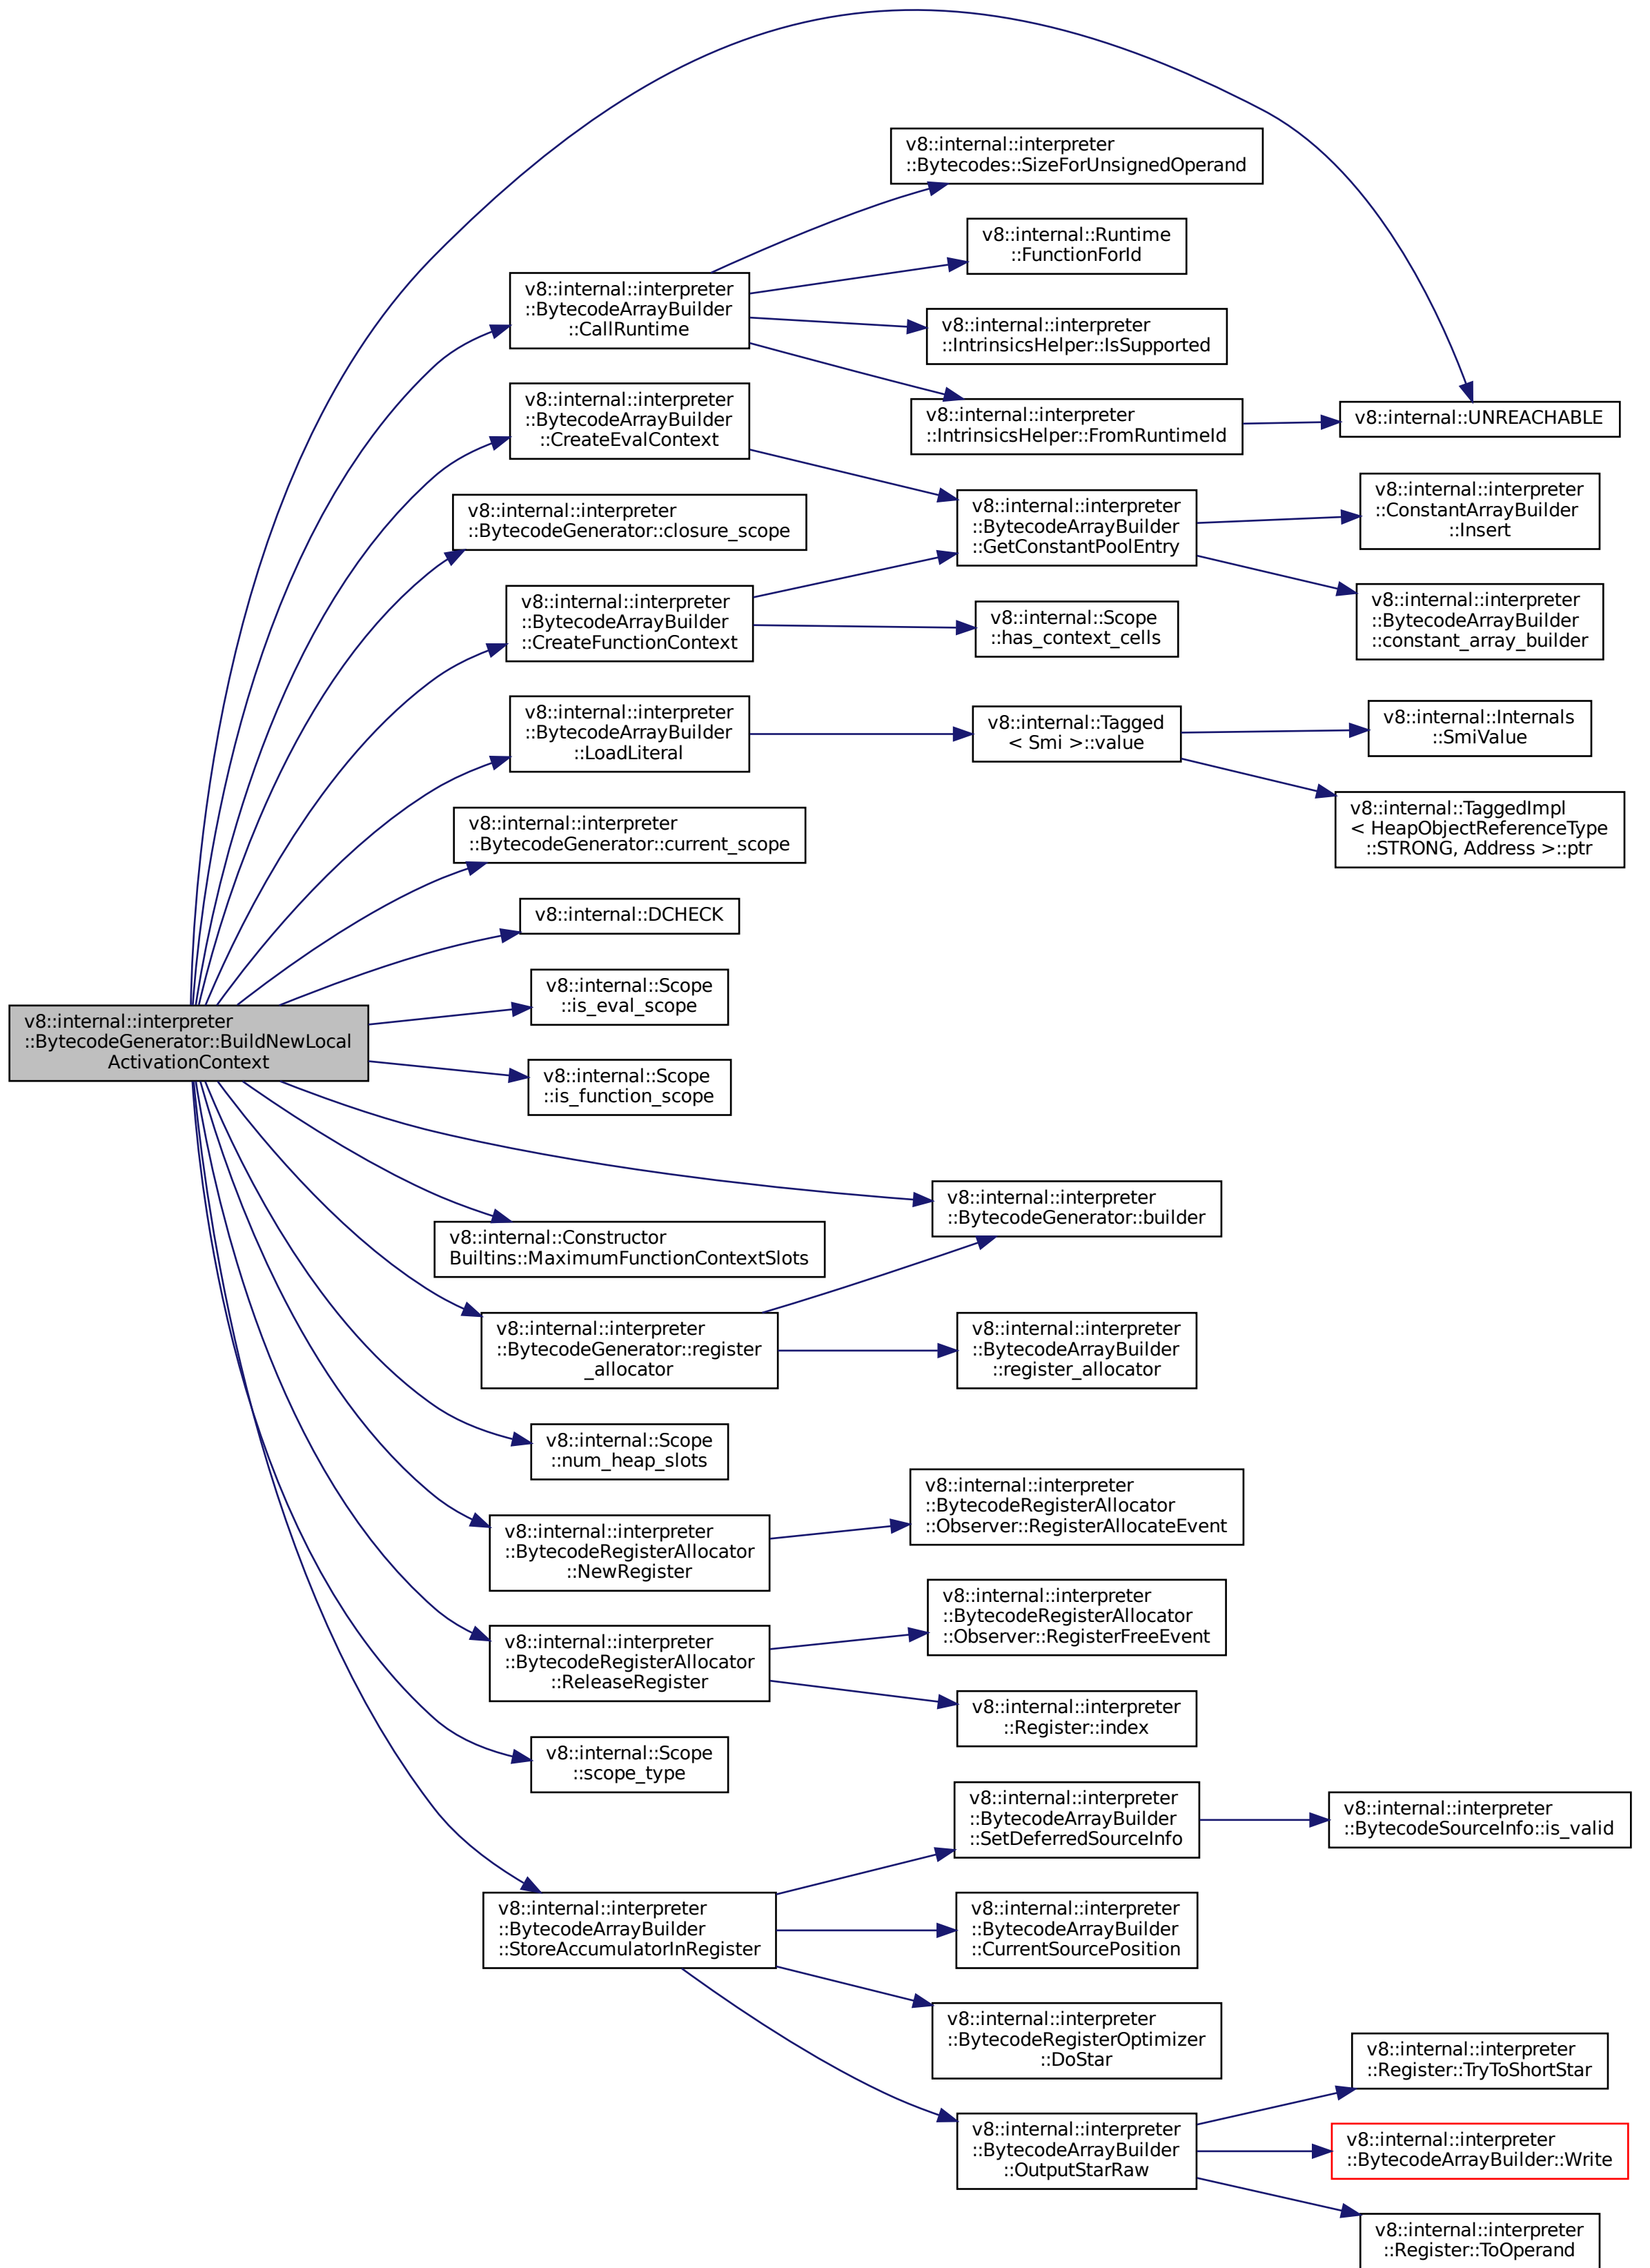 v8::internal::interpreter
::Bytecodes::SizeForUnsignedOperand
v8::internal::Runtime
::FunctionForId
v8::internal::interpreter
::BytecodeArrayBuilder
::CallRuntime
v8::internal::interpreter
::IntrinsicsHelper::IsSupported
v8::internal::interpreter
::IntrinsicsHelper::FromRuntimeId
v8::internal::UNREACHABLE
v8::internal::interpreter
::BytecodeArrayBuilder
::CreateEvalContext
v8::internal::interpreter
::BytecodeGenerator::closure_scope
v8::internal::interpreter
::BytecodeArrayBuilder
::GetConstantPoolEntry
v8::internal::interpreter
::ConstantArrayBuilder
::Insert
v8::internal::interpreter
::BytecodeArrayBuilder
::constant_array_builder
v8::internal::interpreter
::BytecodeArrayBuilder
::CreateFunctionContext
v8::internal::Scope
::has_context_cells
v8::internal::interpreter
::BytecodeArrayBuilder
::LoadLiteral
v8::internal::Tagged
< Smi >::value
v8::internal::Internals
::SmiValue
v8::internal::TaggedImpl
< HeapObjectReferenceType
::STRONG, Address >::ptr
v8::internal::interpreter
::BytecodeGenerator::current_scope
v8::internal::DCHECK
v8::internal::Scope
::is_eval_scope
v8::internal::interpreter
::BytecodeGenerator::BuildNewLocal
ActivationContext
v8::internal::Scope
::is_function_scope
v8::internal::interpreter
::BytecodeGenerator::builder
v8::internal::Constructor
Builtins::MaximumFunctionContextSlots
v8::internal::interpreter
::BytecodeGenerator::register
_allocator
v8::internal::interpreter
::BytecodeArrayBuilder
::register_allocator
v8::internal::Scope
::num_heap_slots
v8::internal::interpreter
::BytecodeRegisterAllocator
::NewRegister
v8::internal::interpreter
::BytecodeRegisterAllocator
::Observer::RegisterAllocateEvent
v8::internal::interpreter
::BytecodeRegisterAllocator
::ReleaseRegister
v8::internal::interpreter
::BytecodeRegisterAllocator
::Observer::RegisterFreeEvent
v8::internal::interpreter
::Register::index
v8::internal::Scope
::scope_type
v8::internal::interpreter
::BytecodeArrayBuilder
::StoreAccumulatorInRegister
v8::internal::interpreter
::BytecodeArrayBuilder
::SetDeferredSourceInfo
v8::internal::interpreter
::BytecodeSourceInfo::is_valid
v8::internal::interpreter
::BytecodeArrayBuilder
::CurrentSourcePosition
v8::internal::interpreter
::BytecodeRegisterOptimizer
::DoStar
v8::internal::interpreter
::BytecodeArrayBuilder
::OutputStarRaw
v8::internal::interpreter
::Register::TryToShortStar
v8::internal::interpreter
::BytecodeArrayBuilder::Write
v8::internal::interpreter
::Register::ToOperand